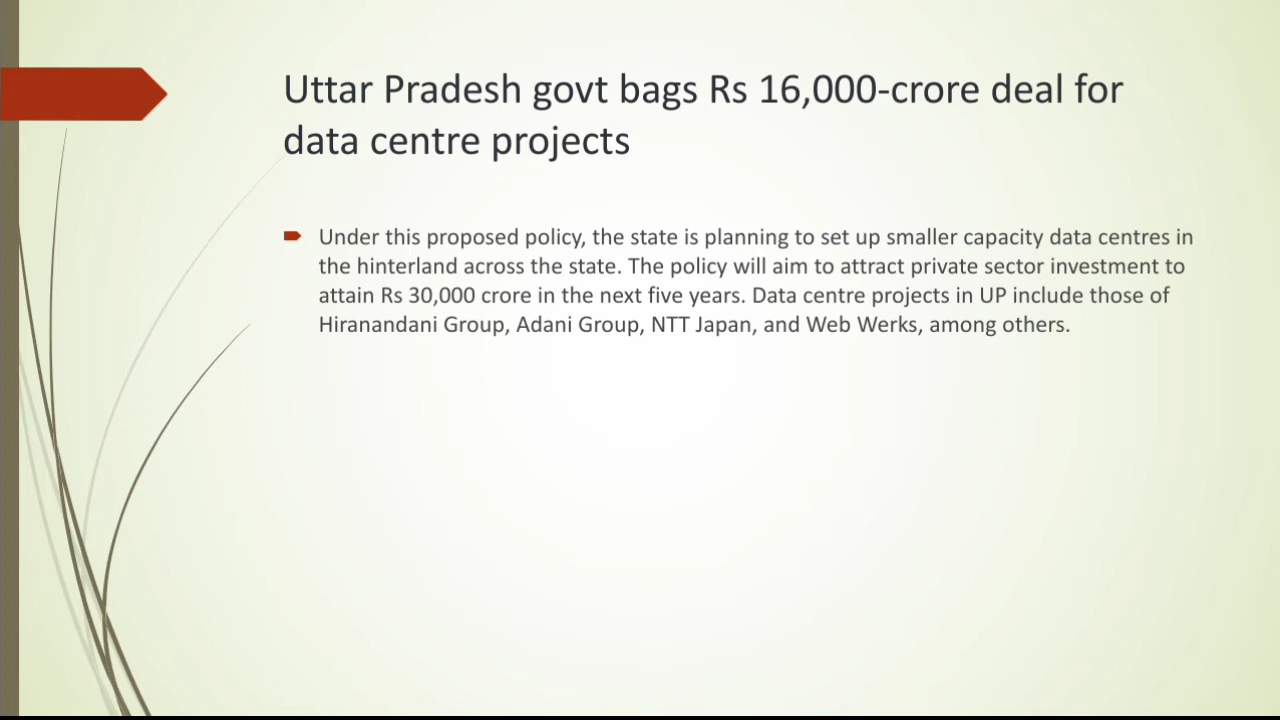 Uttar Pradesh govt bags Rs 16,000-crore deal for
data centre projects
Under this proposed policy, the state is planning to set up smaller capacity data centres in
the hinterland across the state. The policy will aim to attract private sector investment to
attain Rs 30,000 crore in the next five years. Data centre projects in UP include those of
Hiranandani Group, Adani Group, NTT Japan, and Web Werks, among others.